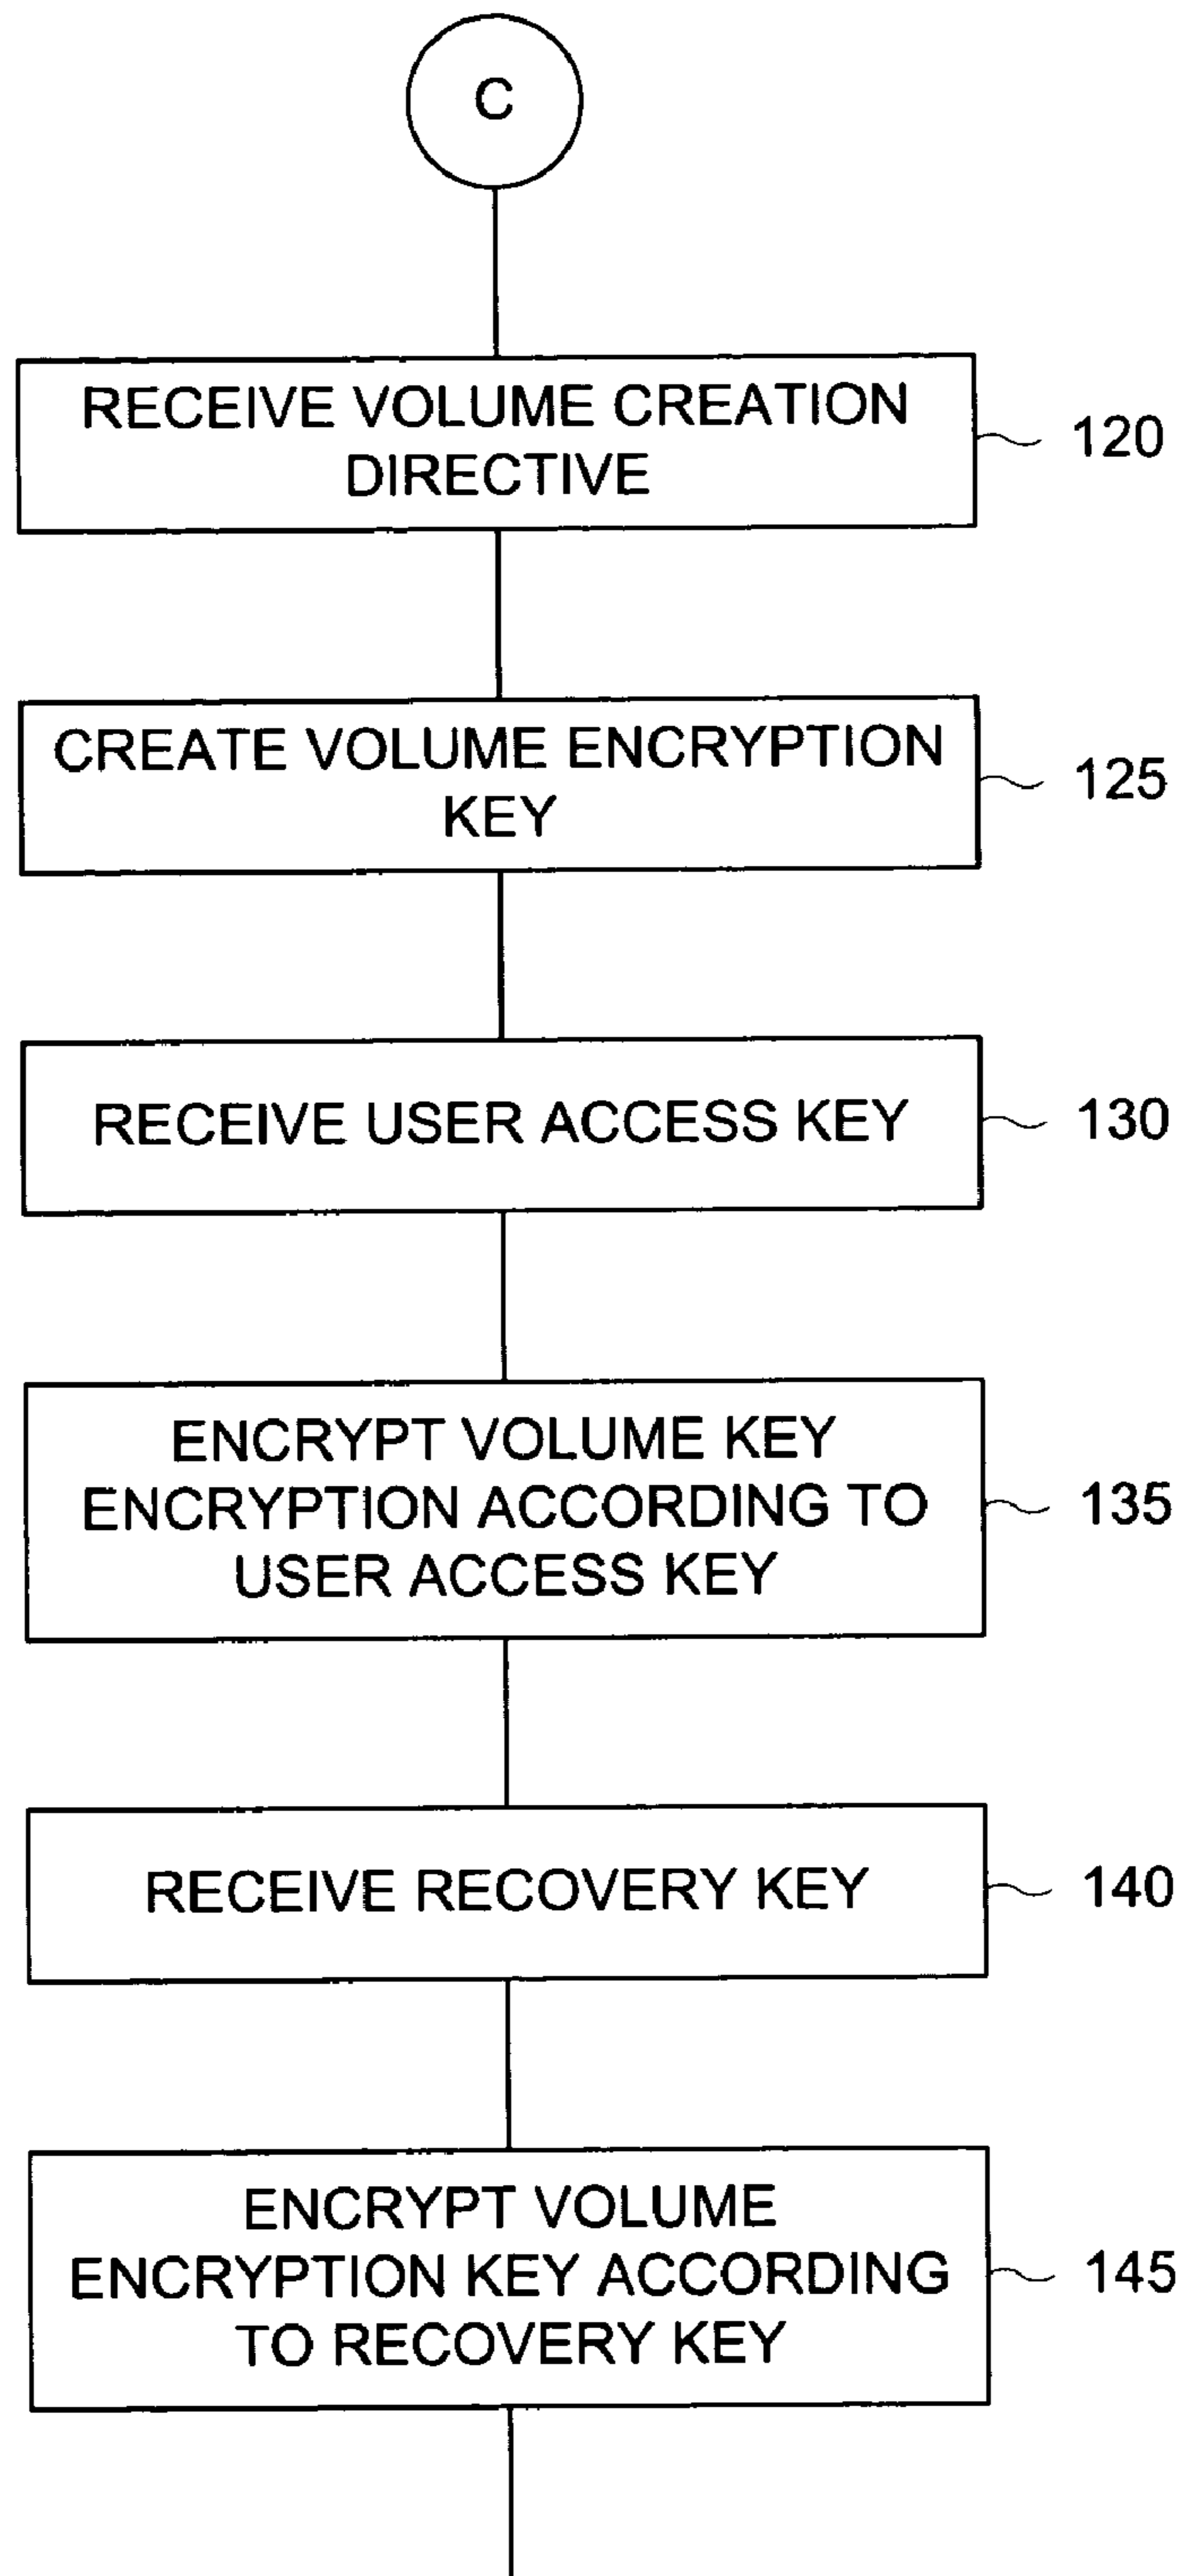 C
RECEIVE VOLUME CREATION
DIRECTIVE
120
CREATE VOLUME ENCRYPTION
KEY
125
RECEIVE USER ACCESS KEY
130
ENCRYPT VOLUME KEY
ENCRYPTION ACCORDING TO
USER ACCESS KEY
135
RECEIVE RECOVERY KEY
140
ENCRYPT VOLUME
ENCRYPTION KEY ACCORDING
TO RECOVERY KEY
145